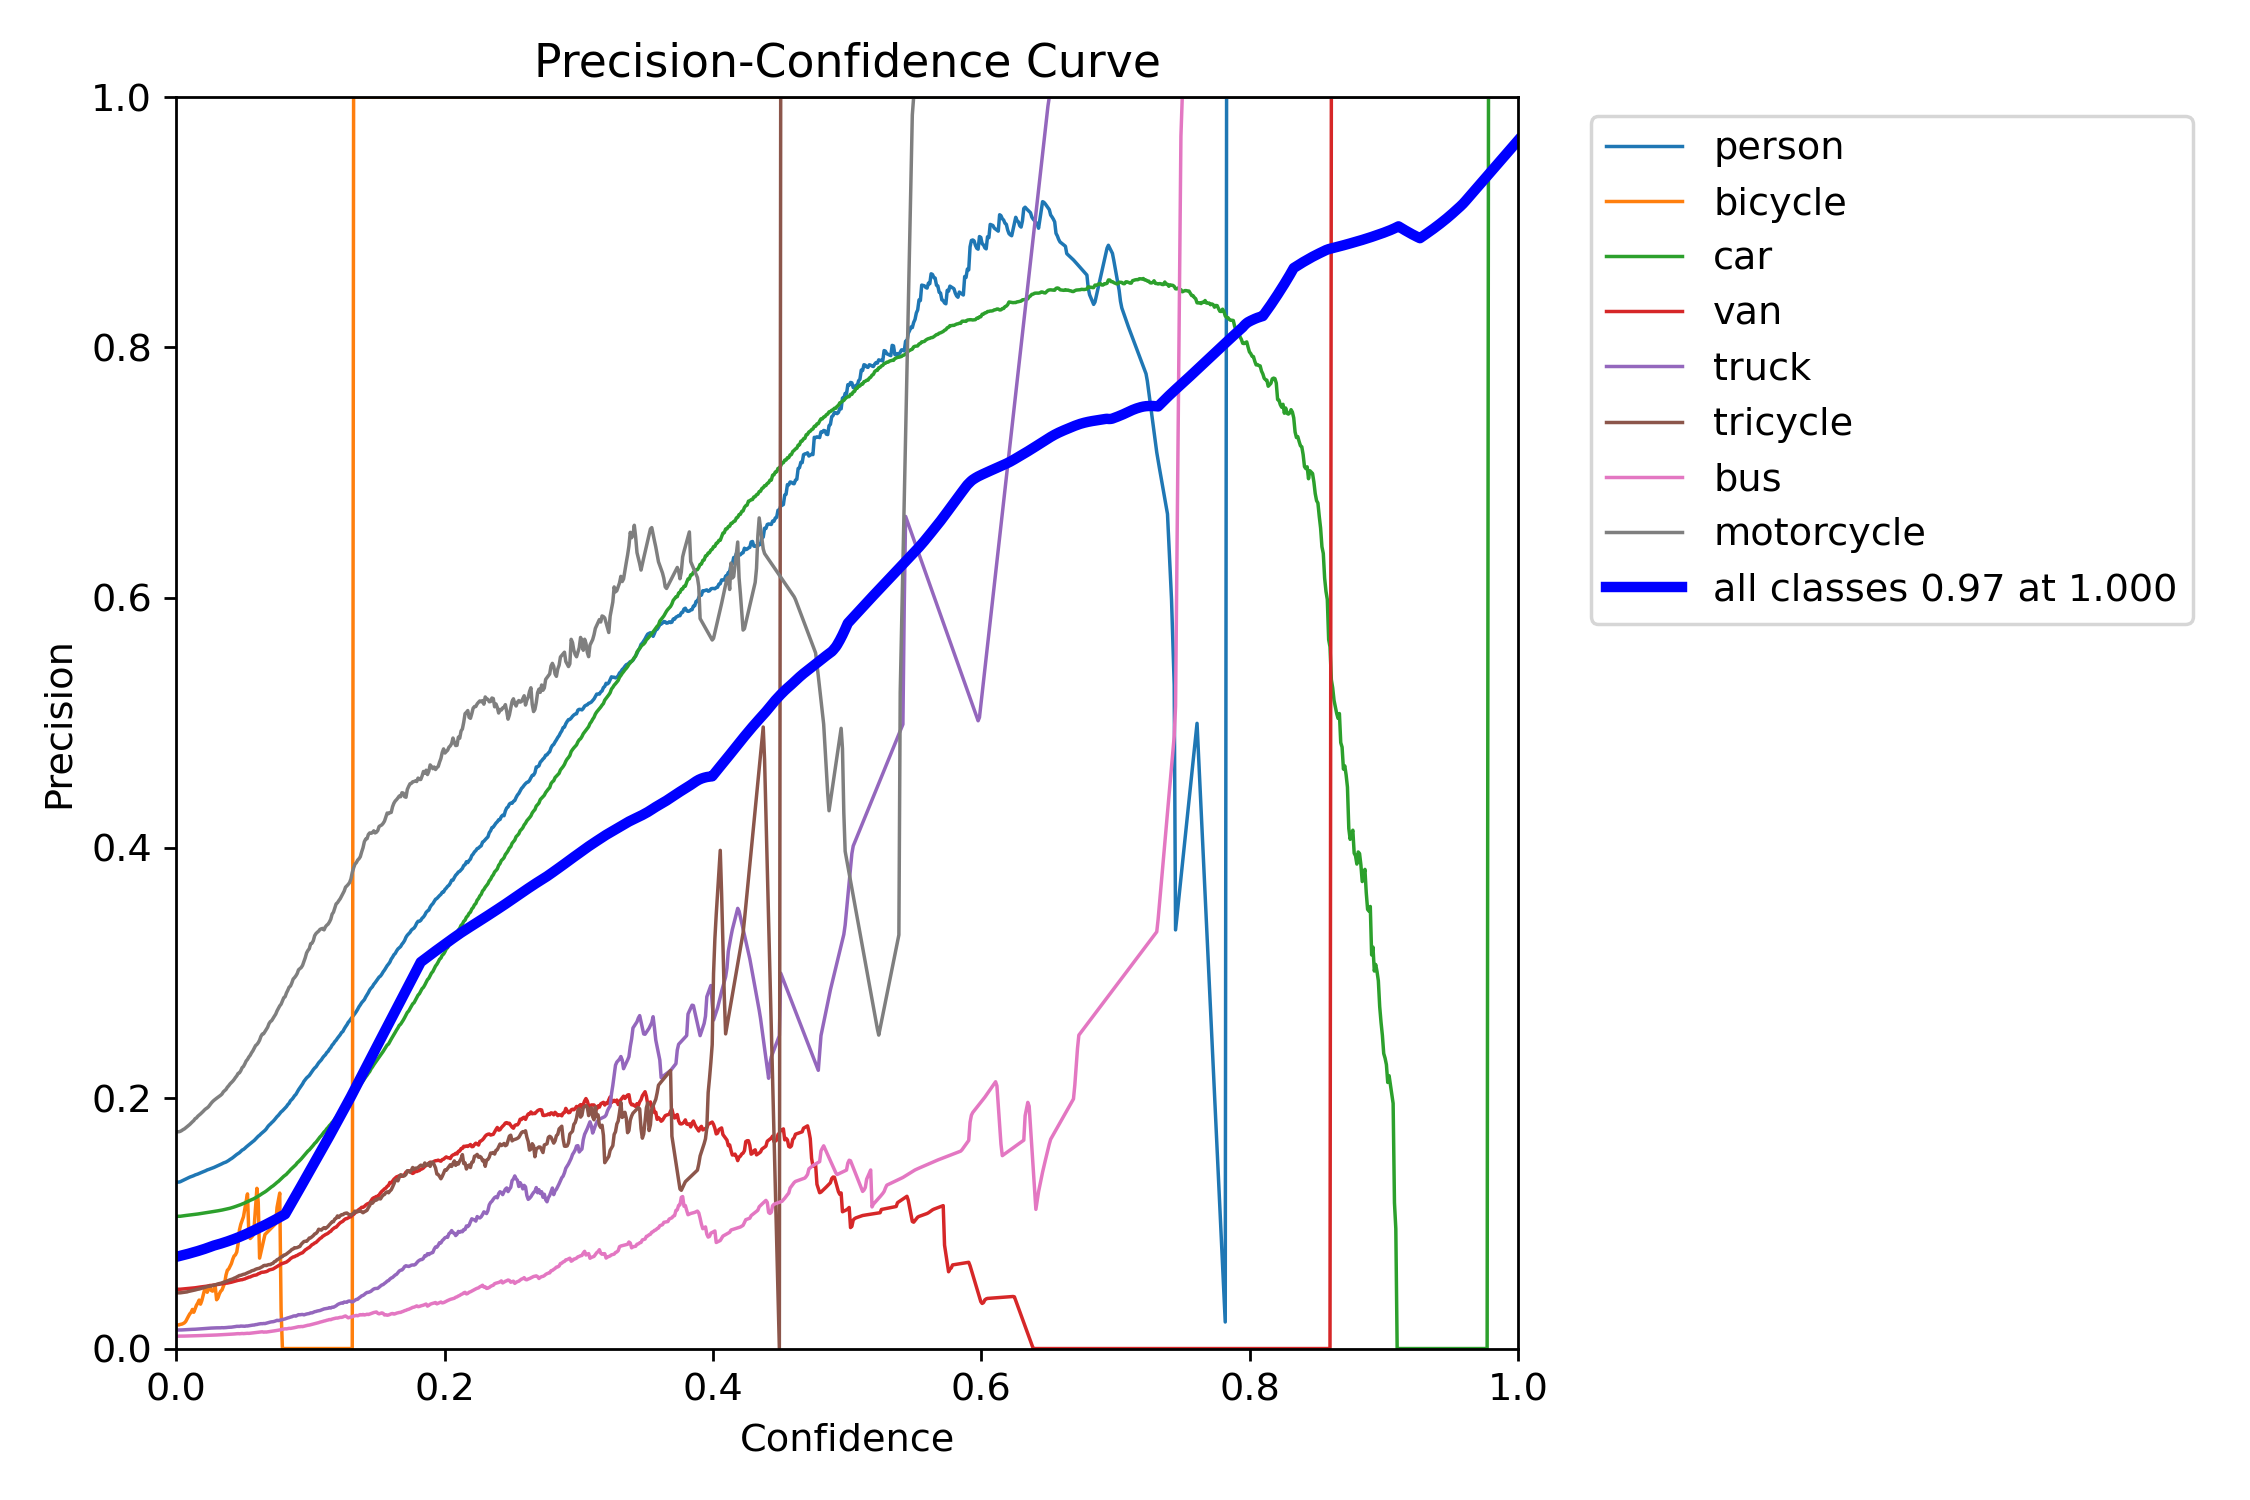 Precision-Confidence Curve
1.0
0.8
0.6
0.4
0.2
0.0
Precision
0.0 0.2 0.4 0.6 0.8 1.0
Confidence
person
bicycle
car
van
truck
tricycle
bus
motorcycle
all classes 0.97 at 1.000